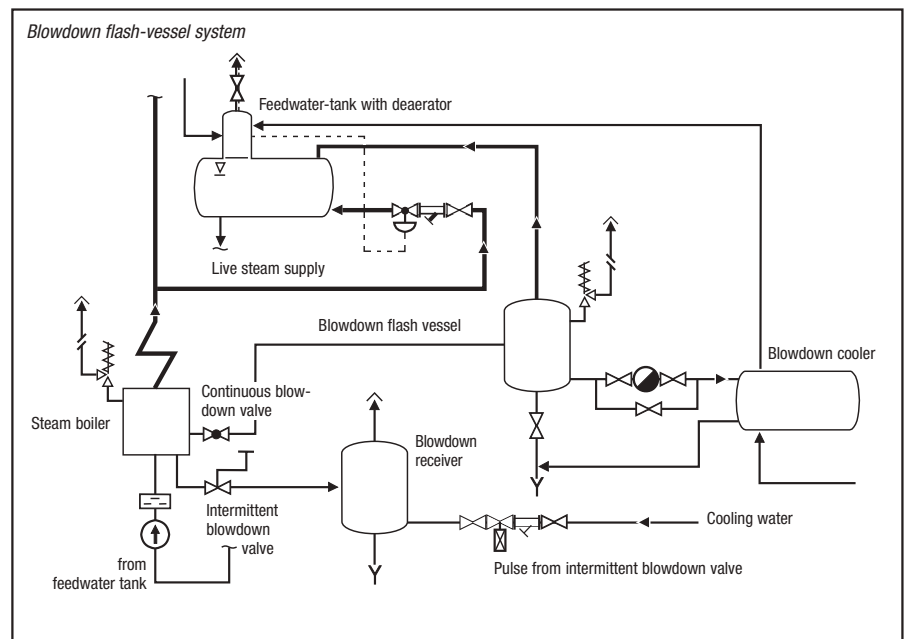 Blowdown flash-vessel system
Feedwater-tank with deaerator
Live steam supply
Blowdown flash vessel
Blowdown cooler
Continuous blow-
down valve
Steam boiler
Blowdown
receiver
Intermittent
blowdown
valve
Cooling water
from
feedwater tank
Pulse from intermittent blowdown valve